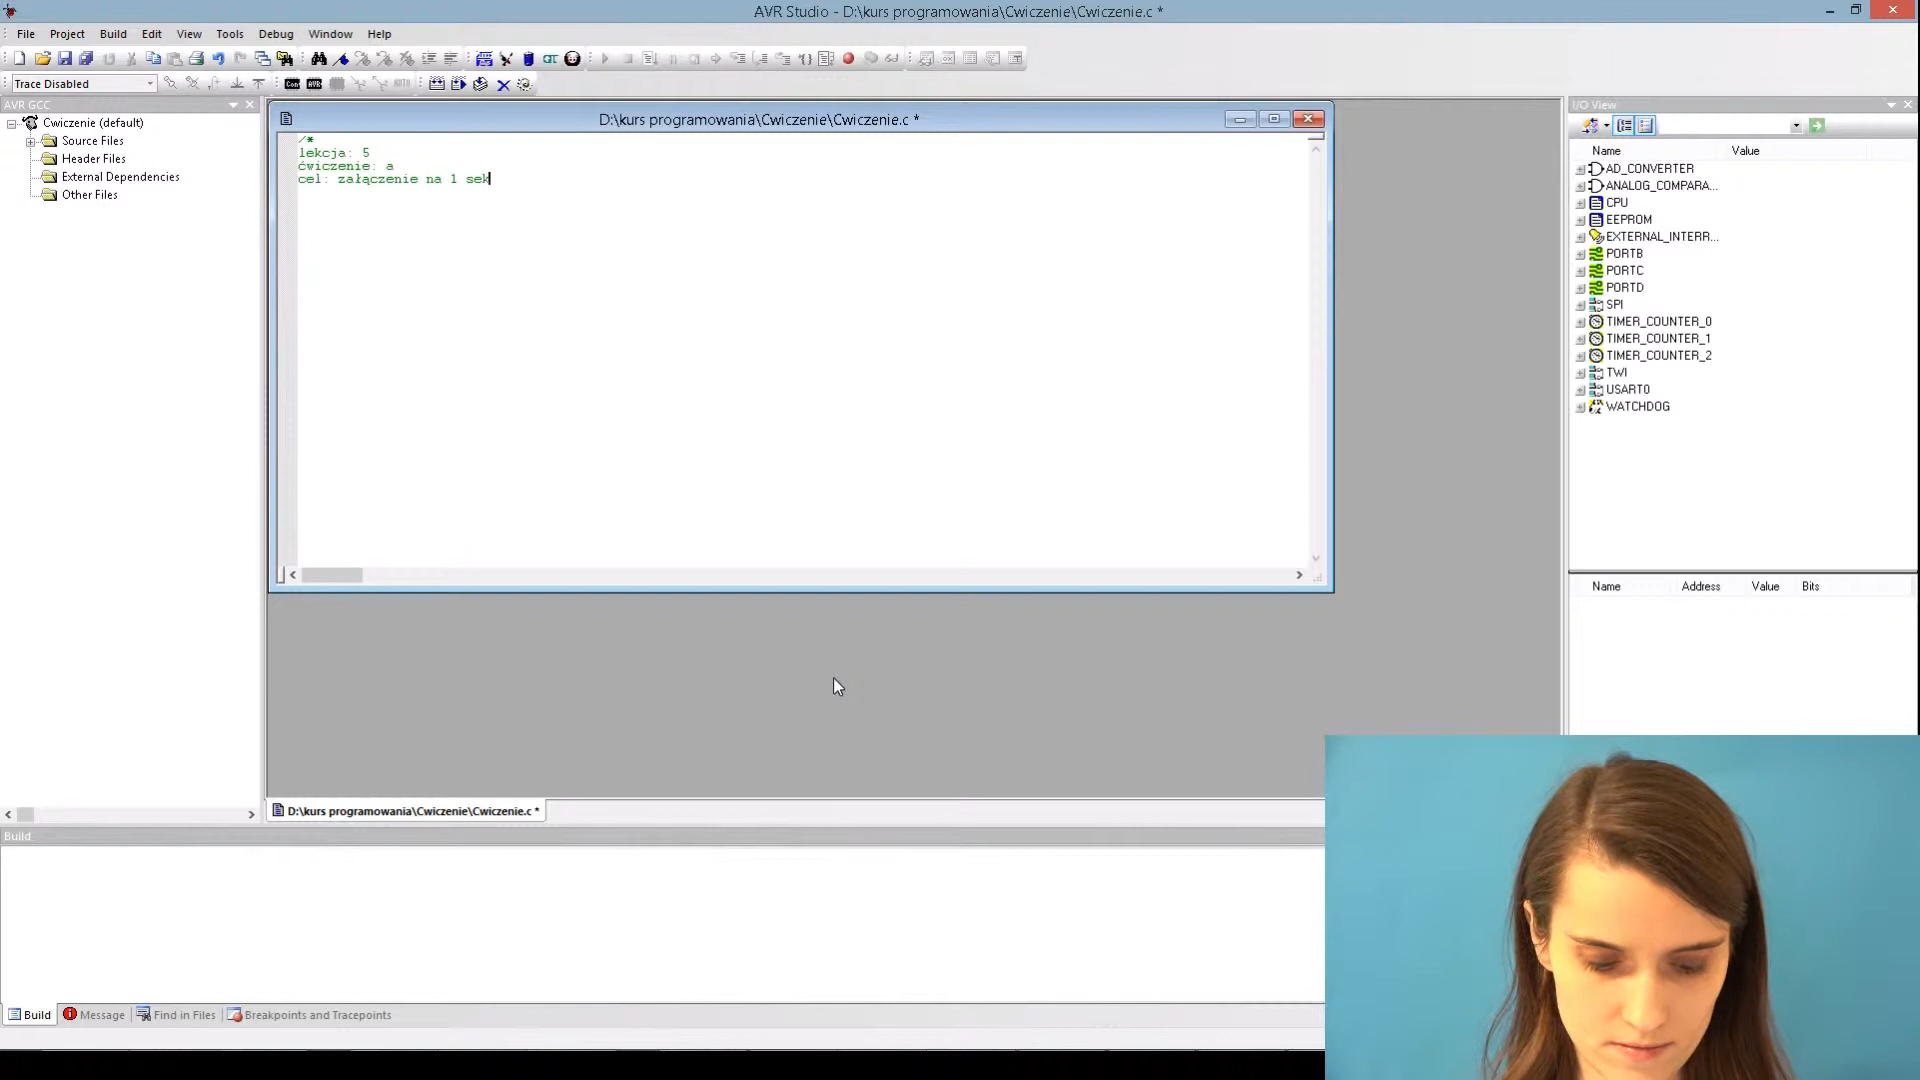 AVR Studio - D:\kurs programowania\Cwiczenie\Cwiczenie.c *
File Project Build Edit View Tools Debug Window Help
Trace Disabled
AVR GCC
Cwiczenie (default)
Source Files
Header Files
External Dependencies
Other Files
D:\kurs programowania\Cwiczenie\Cwiczenie.c *
/*
lekcja: 5
ćwiczenie: a
cel: załączenie na 1 sek
D:\kurs programowania\Cwiczenie\Cwiczenie.c *
I/O View
Name Value
AD_CONVERTER
ANALOG_COMPARA...
CPU
EEPROM
EXTERNAL_INTERR...
PORTB
PORTC
PORTD
SPI
TIMER_COUNTER_0
TIMER_COUNTER_1
TIMER_COUNTER_2
TWI
USART0
WATCHDOG
Name Address Value Bits
Build
Build Message Find in Files Breakpoints and Tracepoints